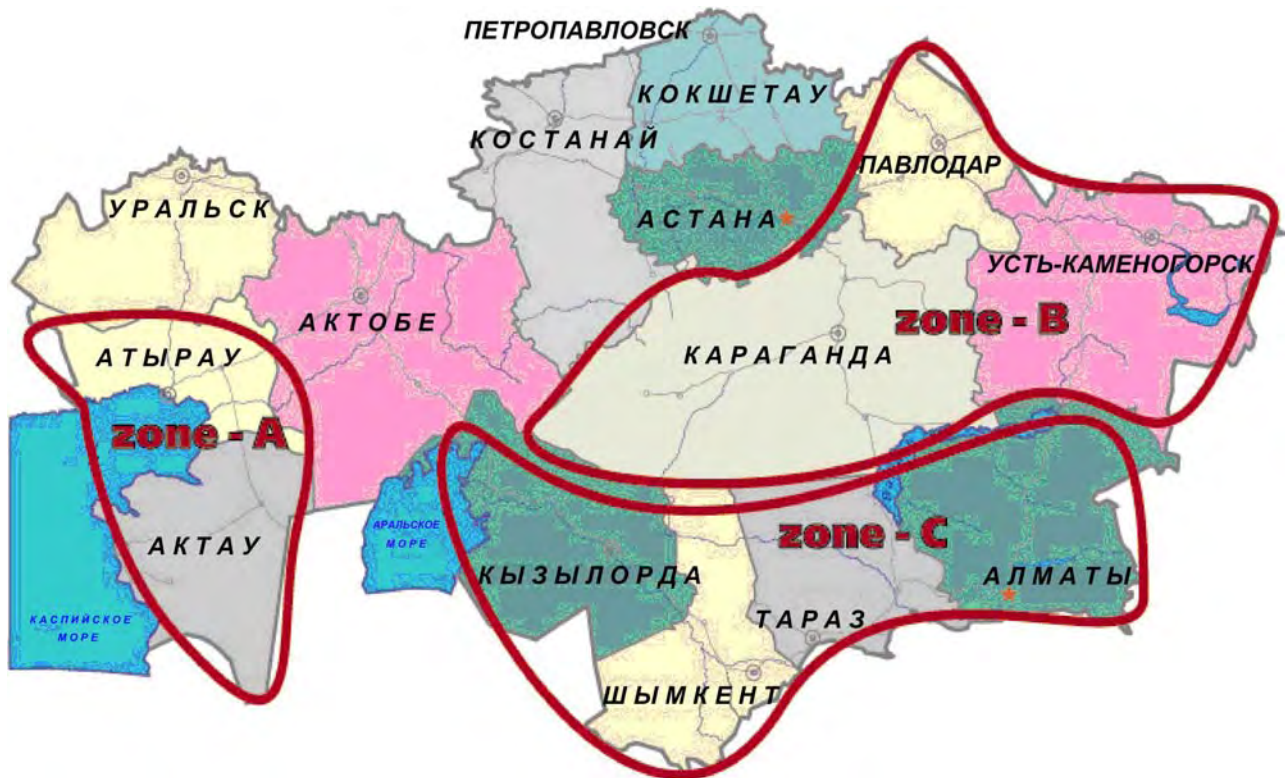 ПЕТРОПАВЛОВСК
КОКШЕТАУ
КОСТАНАЙ
ПАВЛОДАР
УРАЛЬСК
АСТАНА
УСТЬ-КАМЕНОГОРСК
АКТОБЕ
zone - B
АТЫРАУ
КАРАГАНДА
zone - A
АРАЛЬСКОЕ
МОРЕ
zone - C
АКТАУ
КЫЗЫЛОРДА
АЛМАТЫ
КАСПИЙСКОЕ
МОРЕ
ТАРАЗ
ШЫМКЕНТ